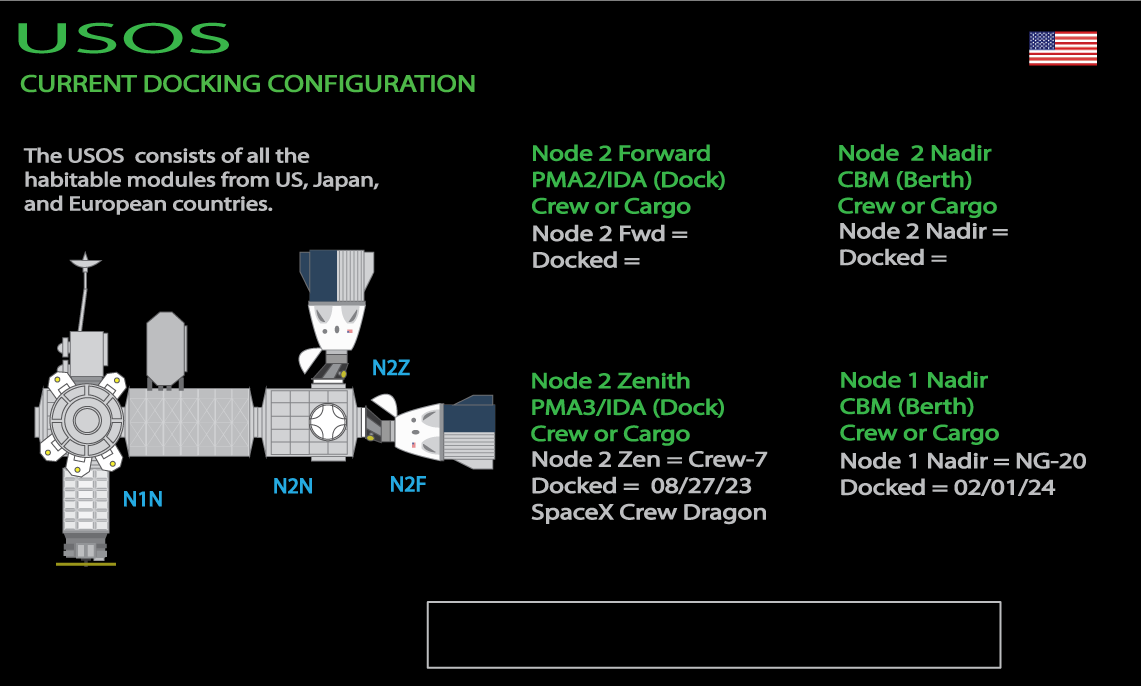 USOS
CURRENT DOCKING CONFIGURATION
The USOS consists of all the
habitable modules from US, Japan,
and European countries.
Node 2 Forward
PMA2/IDA (Dock)
Crew or Cargo
Node 2 Fwd =
Docked =
Node 2 Nadir
CBM (Berth)
Crew or Cargo
Node 2 Nadir =
Docked =
N2Z
N1N
N2N
N2F
Node 2 Zenith
PMA3/IDA (Dock)
Crew or Cargo
Node 2 Zen = Crew-7
Docked = 08/27/23
SpaceX Crew Dragon
Node 1 Nadir
CBM (Berth)
Crew or Cargo
Node 1 Nadir = NG-20
Docked = 02/01/24